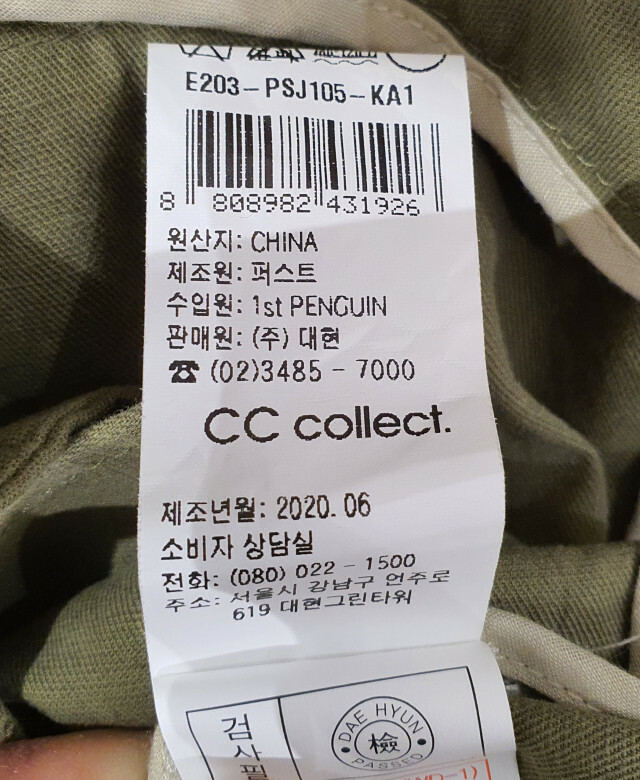 E203-PSJ105-KA1
8 808982 431926
원산지: CHINA
제조원: 퍼스트
수입원: 1st PENGUIN
판매원: (주) 대현
☎ (02)3485 - 7000
CC collect.
제조년월: 2020. 06
소비자 상담실
전화: (080) 022 - 1500
주소: 서울시 강남구 언주로
619 대현그린타워
검사필
DAE HYUN
檢
PASSED